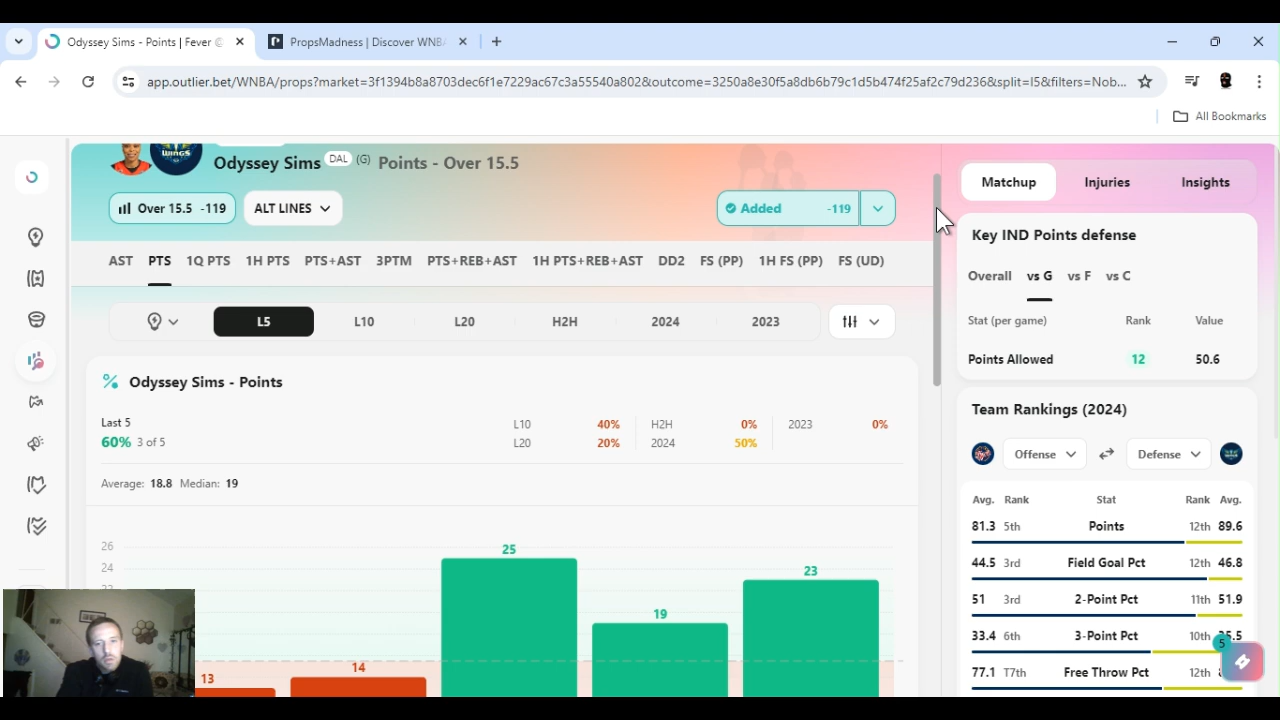 Odyssey Sims - Points | Fever @
PropsMadness | Discover WNBA
app.outlier.bet/WNBA/props?market=3f1394b8a8703dec6f1e7229ac67c3a55540a802&outcome=3250a8e30f5a8db6b79c1d5b474f25af2c79d236&split=l5&filters=Nob...
All Bookmarks
WINGS
Odyssey Sims DAL (G) Points - Over 15.5
Over 15.5 -119
ALT LINES
Added -119
AST PTS 1Q PTS 1H PTS PTS+AST 3PTM PTS+REB+AST 1H PTS+REB+AST DD2 FS (PP) 1H FS (PP) FS (UD)
L5 L10 L20 H2H 2024 2023
Odyssey Sims - Points
Last 5
60% 3 of 5
L10 40% H2H 0% 2023 0%
L20 20% 2024 50%
Average: 18.8 Median: 19
26
24
13
14
25
19
23
Matchup Injuries Insights
Key IND Points defense
Overall vs G vs F vs C
Stat (per game) Rank Value
Points Allowed 12 50.6
Team Rankings (2024)
Offense Defense
Avg. Rank Stat Rank Avg.
81.3 5th Points 12th 89.6
44.5 3rd Field Goal Pct 12th 46.8
51 3rd 2-Point Pct 11th 51.9
33.4 6th 3-Point Pct 10th
77.1 T7th Free Throw Pct 12th
5